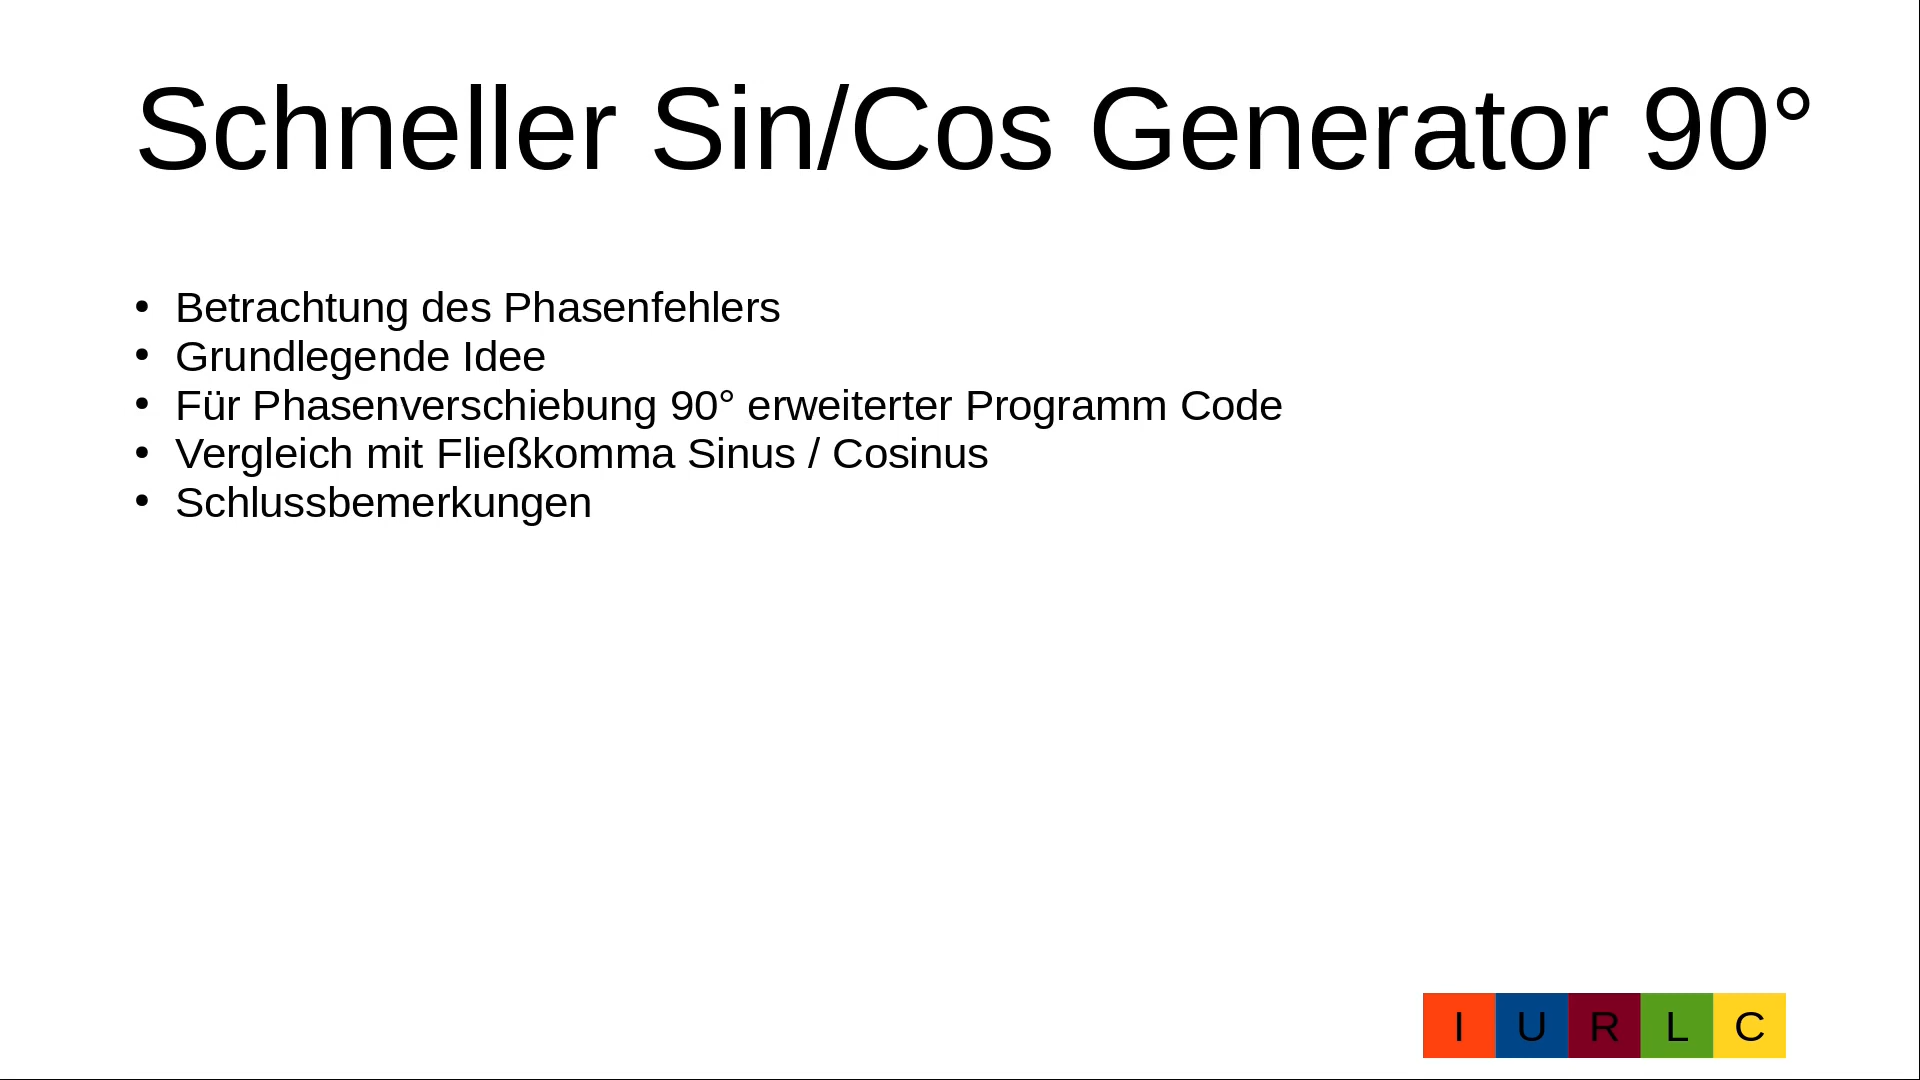 Schneller Sin/Cos Generator 90°
• Betrachtung des Phasenfehlers
• Grundlegende Idee
• Für Phasenverschiebung 90° erweiterter Programm Code
• Vergleich mit Fließkomma Sinus / Cosinus
• Schlussbemerkungen
I U R L C